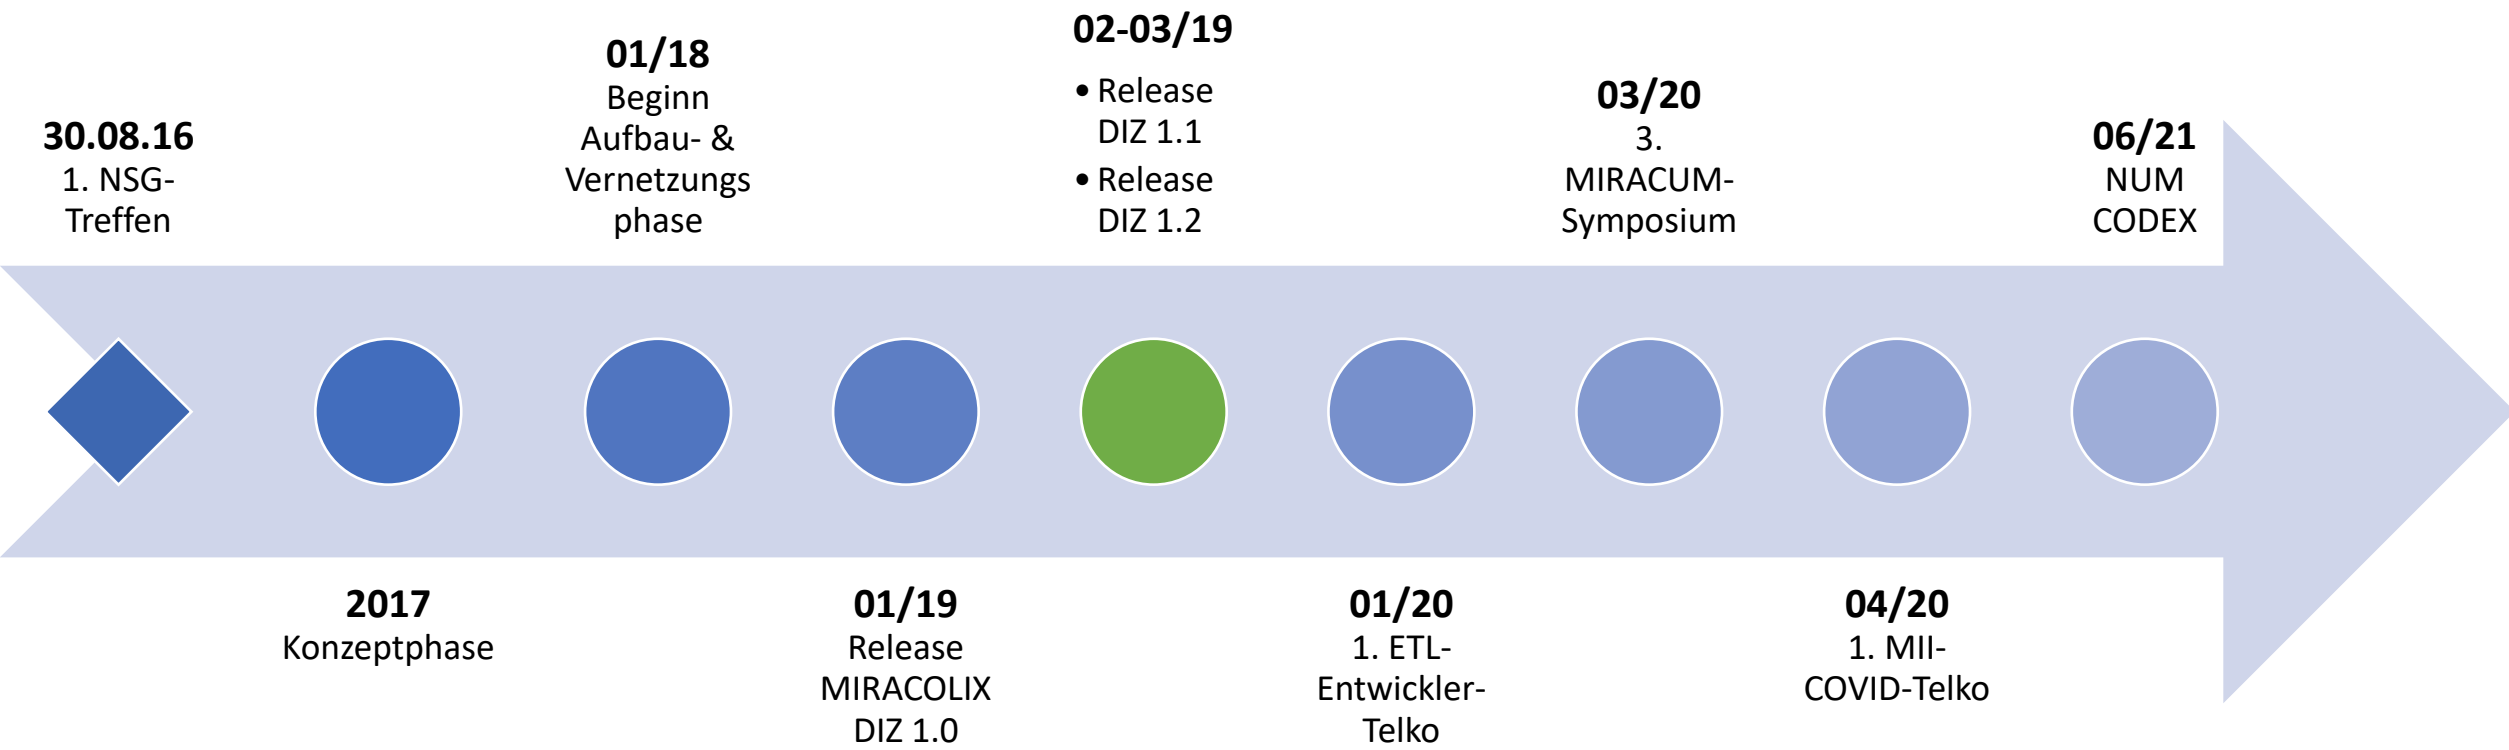 30.08.16
1. NSG-
Treffen
2017
Konzeptphase
01/18
Beginn
Aufbau- &
Vernetzungs
phase
01/19
Release
MIRACOLIX
DIZ 1.0
02-03/19
• Release
DIZ 1.1
• Release
DIZ 1.2
01/20
1. ETL-
Entwickler-
Telko
03/20
3.
MIRACUM-
Symposium
04/20
1. MII-
COVID-Telko
06/21
NUM
CODEX